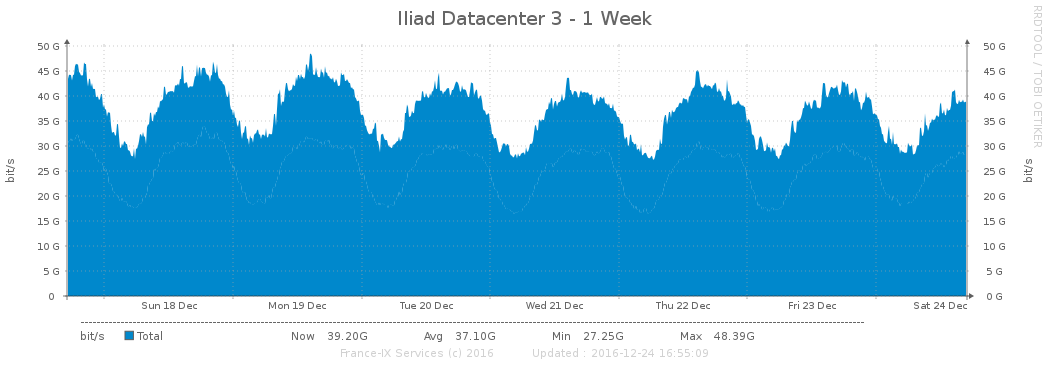 Iliad Datacenter 3 - 1 Week
RRDTOOL / TOBI OETIKER
50 G 50 G
45 G 45 G
40 G 40 G
35 G 35 G
30 G 30 G
25 G 25 G
20 G 20 G
15 G 15 G
10 G 10 G
5 G 5 G
0 0 G
bit/s bit/s
Sun 18 Dec Mon 19 Dec Tue 20 Dec Wed 21 Dec Thu 22 Dec Fri 23 Dec Sat 24 Dec
bit/s Total Now 39.20G Avg 37.10G Min 27.25G Max 48.39G
France-IX Services (c) 2016 Updated : 2016-12-24 16:55:09